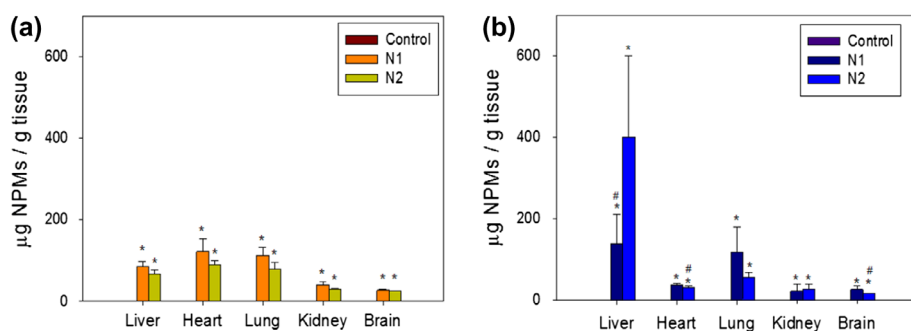 (a)
μg NPMs / g tissue
600
400
200
0
Control
N1
N2
* * * * * * * * * *
Liver Heart Lung Kidney Brain
(b)
μg NPMs / g tissue
600
400
200
0
Control
N1
N2
*
#
*
* # *
* *
* *
* # *
Liver Heart Lung Kidney Brain